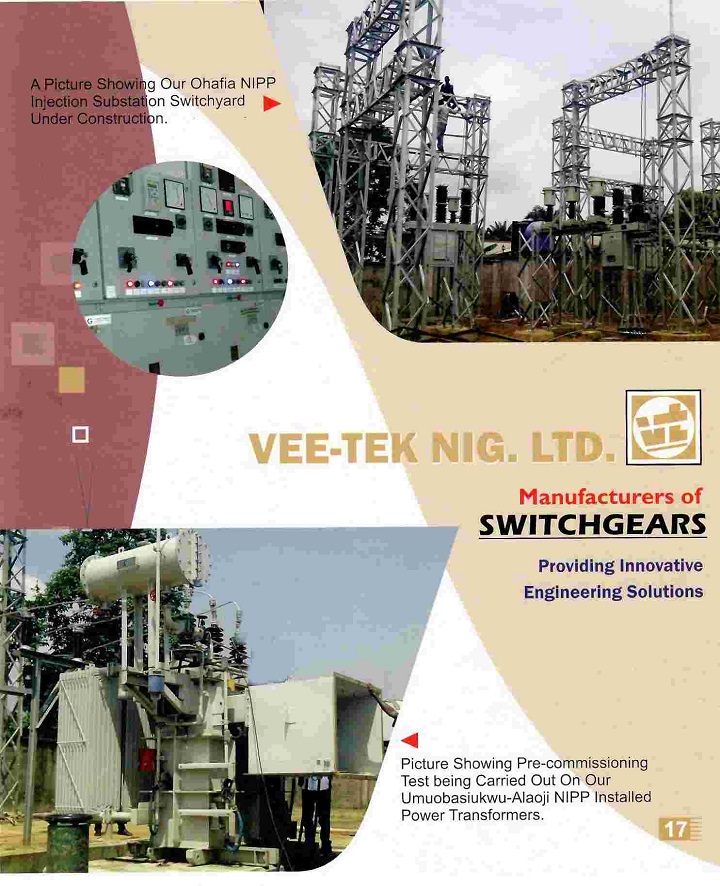 A Picture Showing Our Ohafia NIPP
Injection Substation Switchyard
Under Construction.
VEE-TEK NIG. LTD.
Manufacturers of
SWITCHGEARS
Providing Innovative
Engineering Solutions
Picture Showing Pre-commissioning
Test being Carried Out On Our
Umuobasiukwu-Alaoji NIPP Installed
Power Transformers.
17